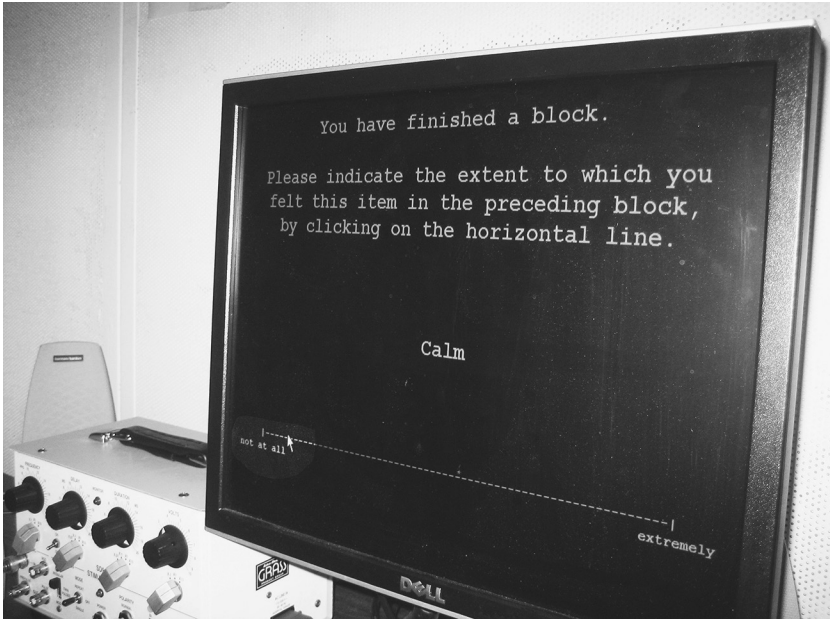 You have finished a block.
Please indicate the extent to which you
felt this item in the preceding block,
by clicking on the horizontal line.
Calm
not at all
extremely
GRASS
DELL